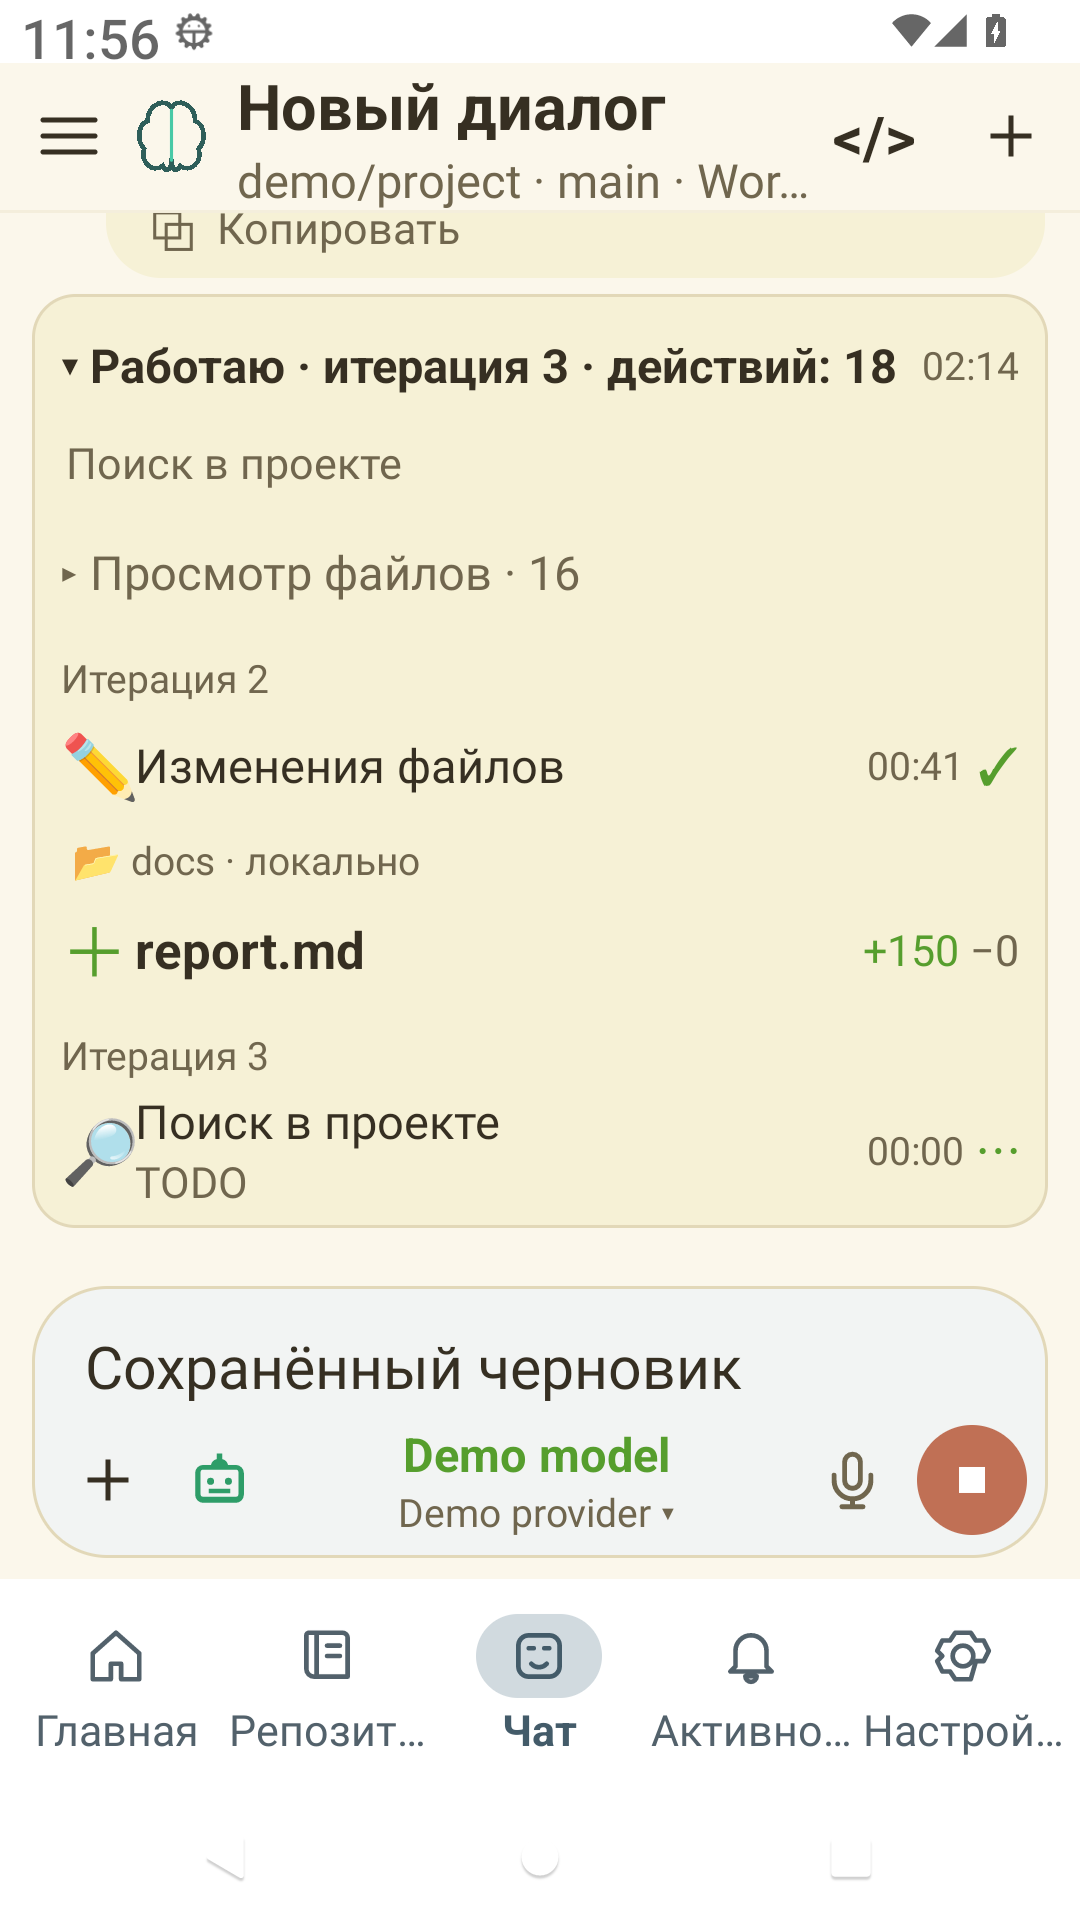 11:56
Новый диалог
</>
demo/project · main · Wor...
Копировать
Работаю · итерация 3 · действий: 18 02:14
Поиск в проекте
Просмотр файлов · 16
Итерация 2
Изменения файлов 00:41
docs · локально
report.md +150 −0
Итерация 3
Поиск в проекте
TODO
00:00
Сохранённый черновик
Demo model
Demo provider
Главная Репозит... Чат Активно... Настрой...